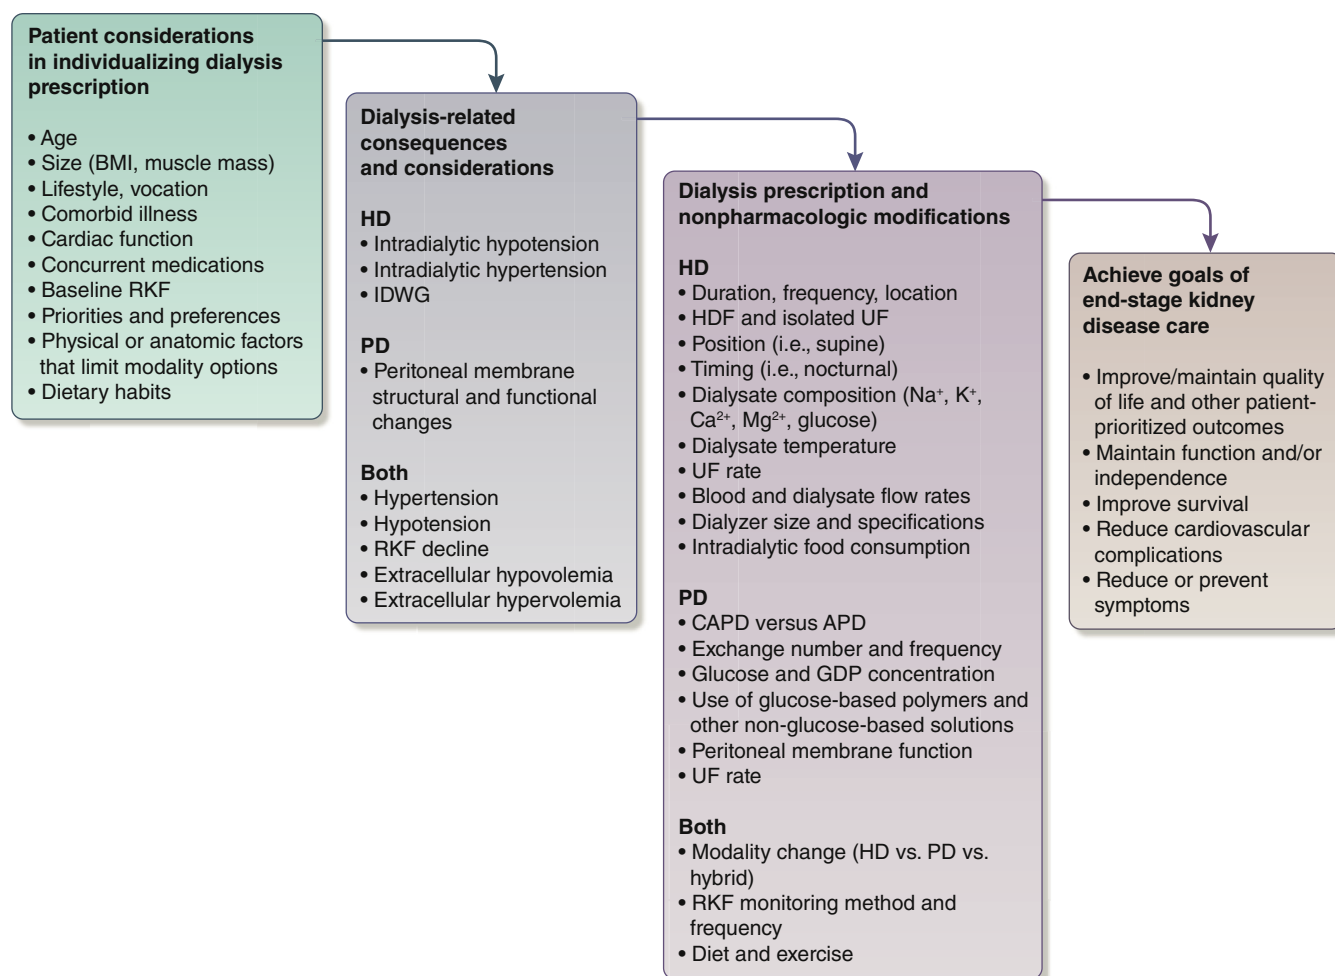 Patient considerations
in individualizing dialysis
prescription
• Age
• Size (BMI, muscle mass)
• Lifestyle, vocation
• Comorbid illness
• Cardiac function
• Concurrent medications
• Baseline RKF
• Priorities and preferences
• Physical or anatomic factors
that limit modality options
• Dietary habits
Dialysis-related
consequences
and considerations
HD
• Intradialytic hypotension
• Intradialytic hypertension
• IDWG
PD
• Peritoneal membrane
structural and functional
changes
Both
• Hypertension
• Hypotension
• RKF decline
• Extracellular hypovolemia
• Extracellular hypervolemia
Dialysis prescription and
nonpharmacologic modifications
HD
• Duration, frequency, location
• HDF and isolated UF
• Position (i.e., supine)
• Timing (i.e., nocturnal)
• Dialysate composition (Na⁺, K⁺,
Ca²⁺, Mg²⁺, glucose)
• Dialysate temperature
• UF rate
• Blood and dialysate flow rates
• Dialyzer size and specifications
• Intradialytic food consumption
PD
• CAPD versus APD
• Exchange number and frequency
• Glucose and GDP concentration
• Use of glucose-based polymers and
other non-glucose-based solutions
• Peritoneal membrane function
• UF rate
Both
• Modality change (HD vs. PD vs.
hybrid)
• RKF monitoring method and
frequency
• Diet and exercise
Achieve goals of
end-stage kidney
disease care
• Improve/maintain quality
of life and other patient-
prioritized outcomes
• Maintain function and/or
independence
• Improve survival
• Reduce cardiovascular
complications
• Reduce or prevent
symptoms